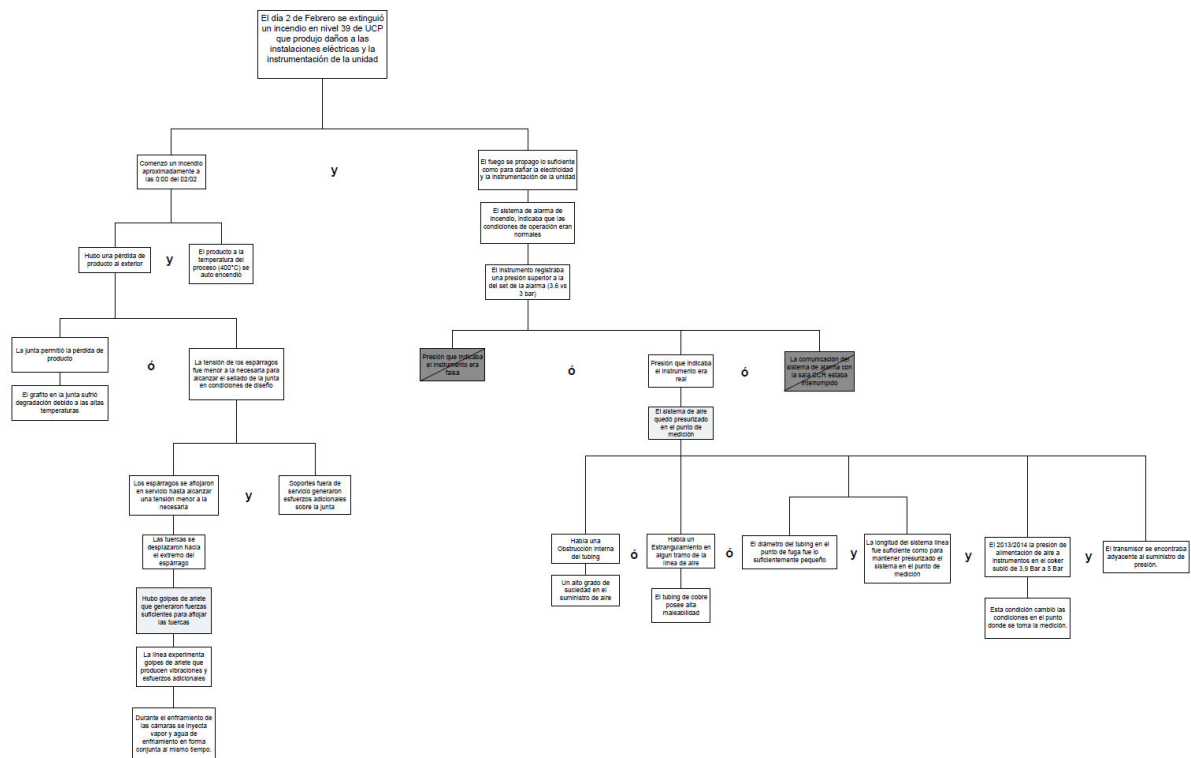 El día 2 de Febrero se extinguió
un incendio en nivel 39 de UCP
que produjo daños a las
instalaciones eléctricas y la
instrumentación de la unidad
Comenzó un incendio
aproximadamente a
las 0:00 del 02/02
y
El fuego se propago lo suficiente
como para dañar la electricidad
y la instrumentación de la unidad
El sistema de alarma de
incendio, indicaba que las
condiciones de operación eran
normales
Hubo una pérdida de
producto al exterior
y
El producto a la
temperatura del
proceso (400°C) se
auto encendió
El instrumento registraba
una presión superior a la
del set de la alarma (3.6 vs
3 bar)
La junta permitió la pérdida de
producto
ó
La tensión de los espárragos
fue menor a la necesaria para
alcanzar el sellado de la junta
en condiciones de diseño
El grafito en la junta sufrió
degradación debido a las altas
temperaturas
Presión que indicaba
el instrumento era
falsa
ó
Presión que indicaba
el instrumento era
real
ó
La comunicación del
sistema de alarma con
la sala CCR estaba
interrumpido
El sistema de aire
quedó presurizado
en el punto de
medición
Los espárragos se aflojaron
en servicio hasta alcanzar
una tensión menor a la
necesaria
y
Soportes fuera de
servicio generaron
esfuerzos adicionales
sobre la junta
Las tuercas se
desplazaron hacia
el extremo del
espárrago
Hubo golpes de ariete
que generaron fuerzas
suficientes para aflojar
las tuercas
La línea experimenta
golpes de ariete que
producen vibraciones y
esfuerzos adicionales
Durante el enfriamiento de
las cámaras se inyecta
vapor y agua de
enfriamiento en forma
conjunta al mismo tiempo.
Había una
Obstrucción interna
del tubing
ó
Había un
Estrangulamiento en
algun tramo de la
línea de aire
ó
El diámetro del tubing en el
punto de fuga fue lo
suficientemente pequeño
y
La longitud del sistema línea
fue suficiente como para
mantener presurizado el
sistema en el punto de
medición
y
El 2013/2014 la presión de
alimentación de aire a
instrumentos en el coker
subió de 3.9 Bar a 5 Bar
y
El transmisor se encontraba
adyacente al suministro de
presión.
Un alto grado de
suciedad en el
suministro de aire
El tubing de cobre
posee alta
maleabilidad
Esta condición cambió las
condiciones en el punto
donde se toma la medición.